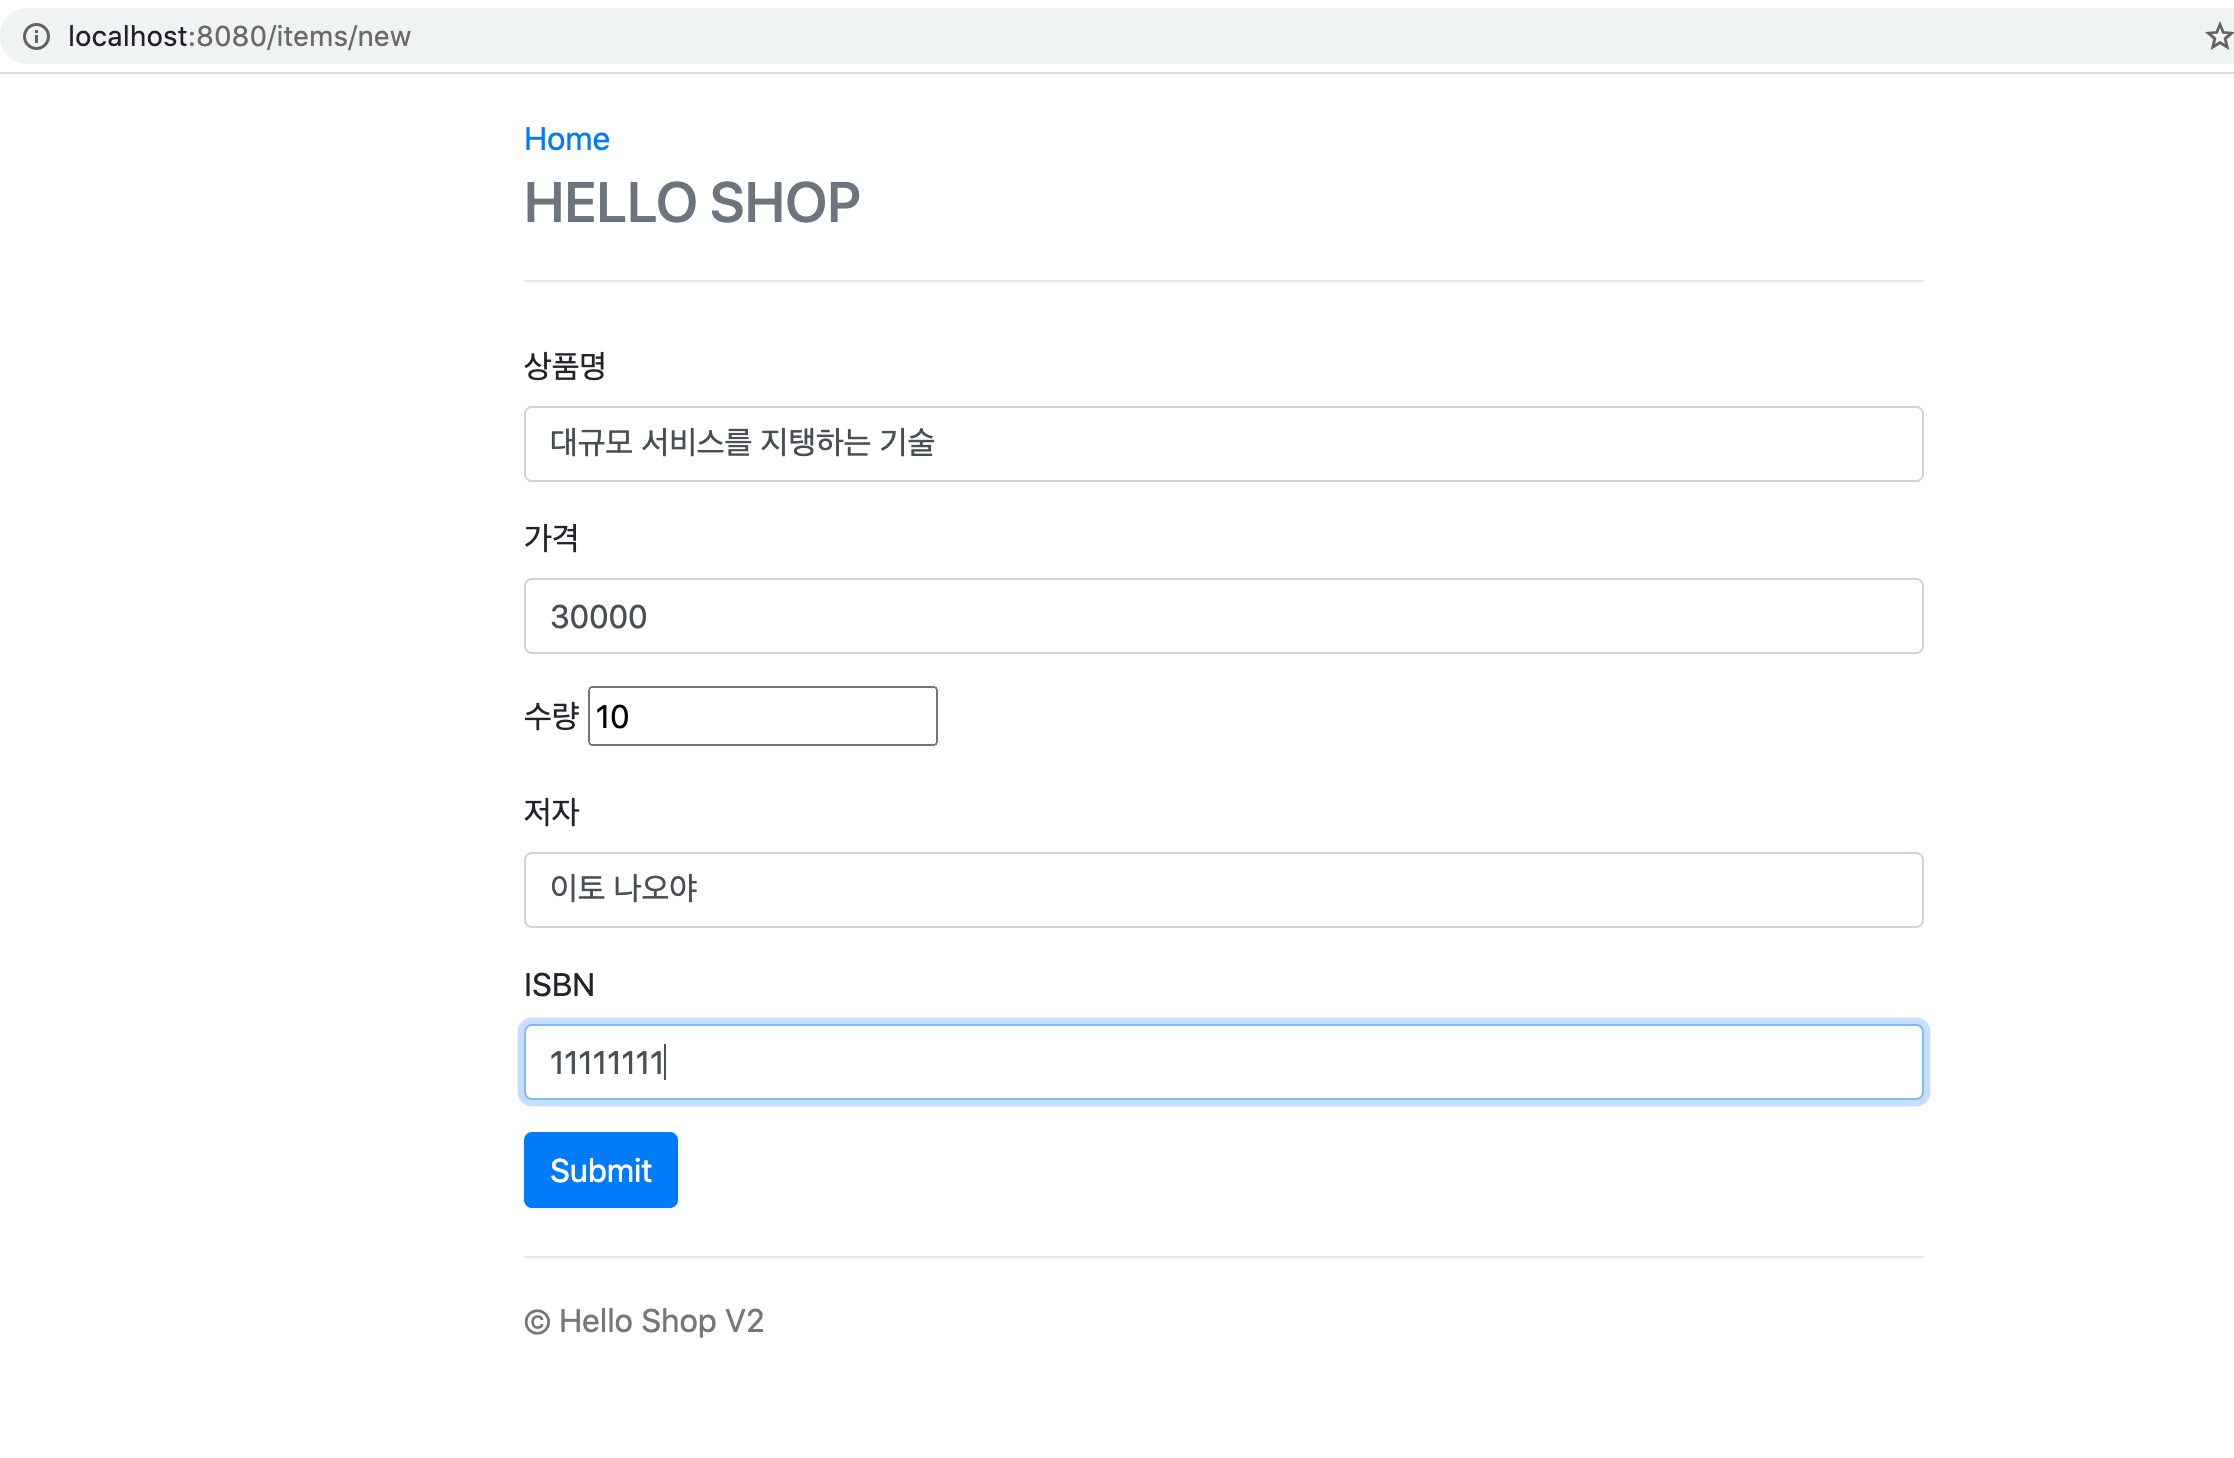 localhost:8080/items/new
Home
HELLO SHOP
상품명
대규모 서비스를 지탱하는 기술
가격
30000
수량 10
저자
이토 나오야
ISBN
11111111
Submit
© Hello Shop V2